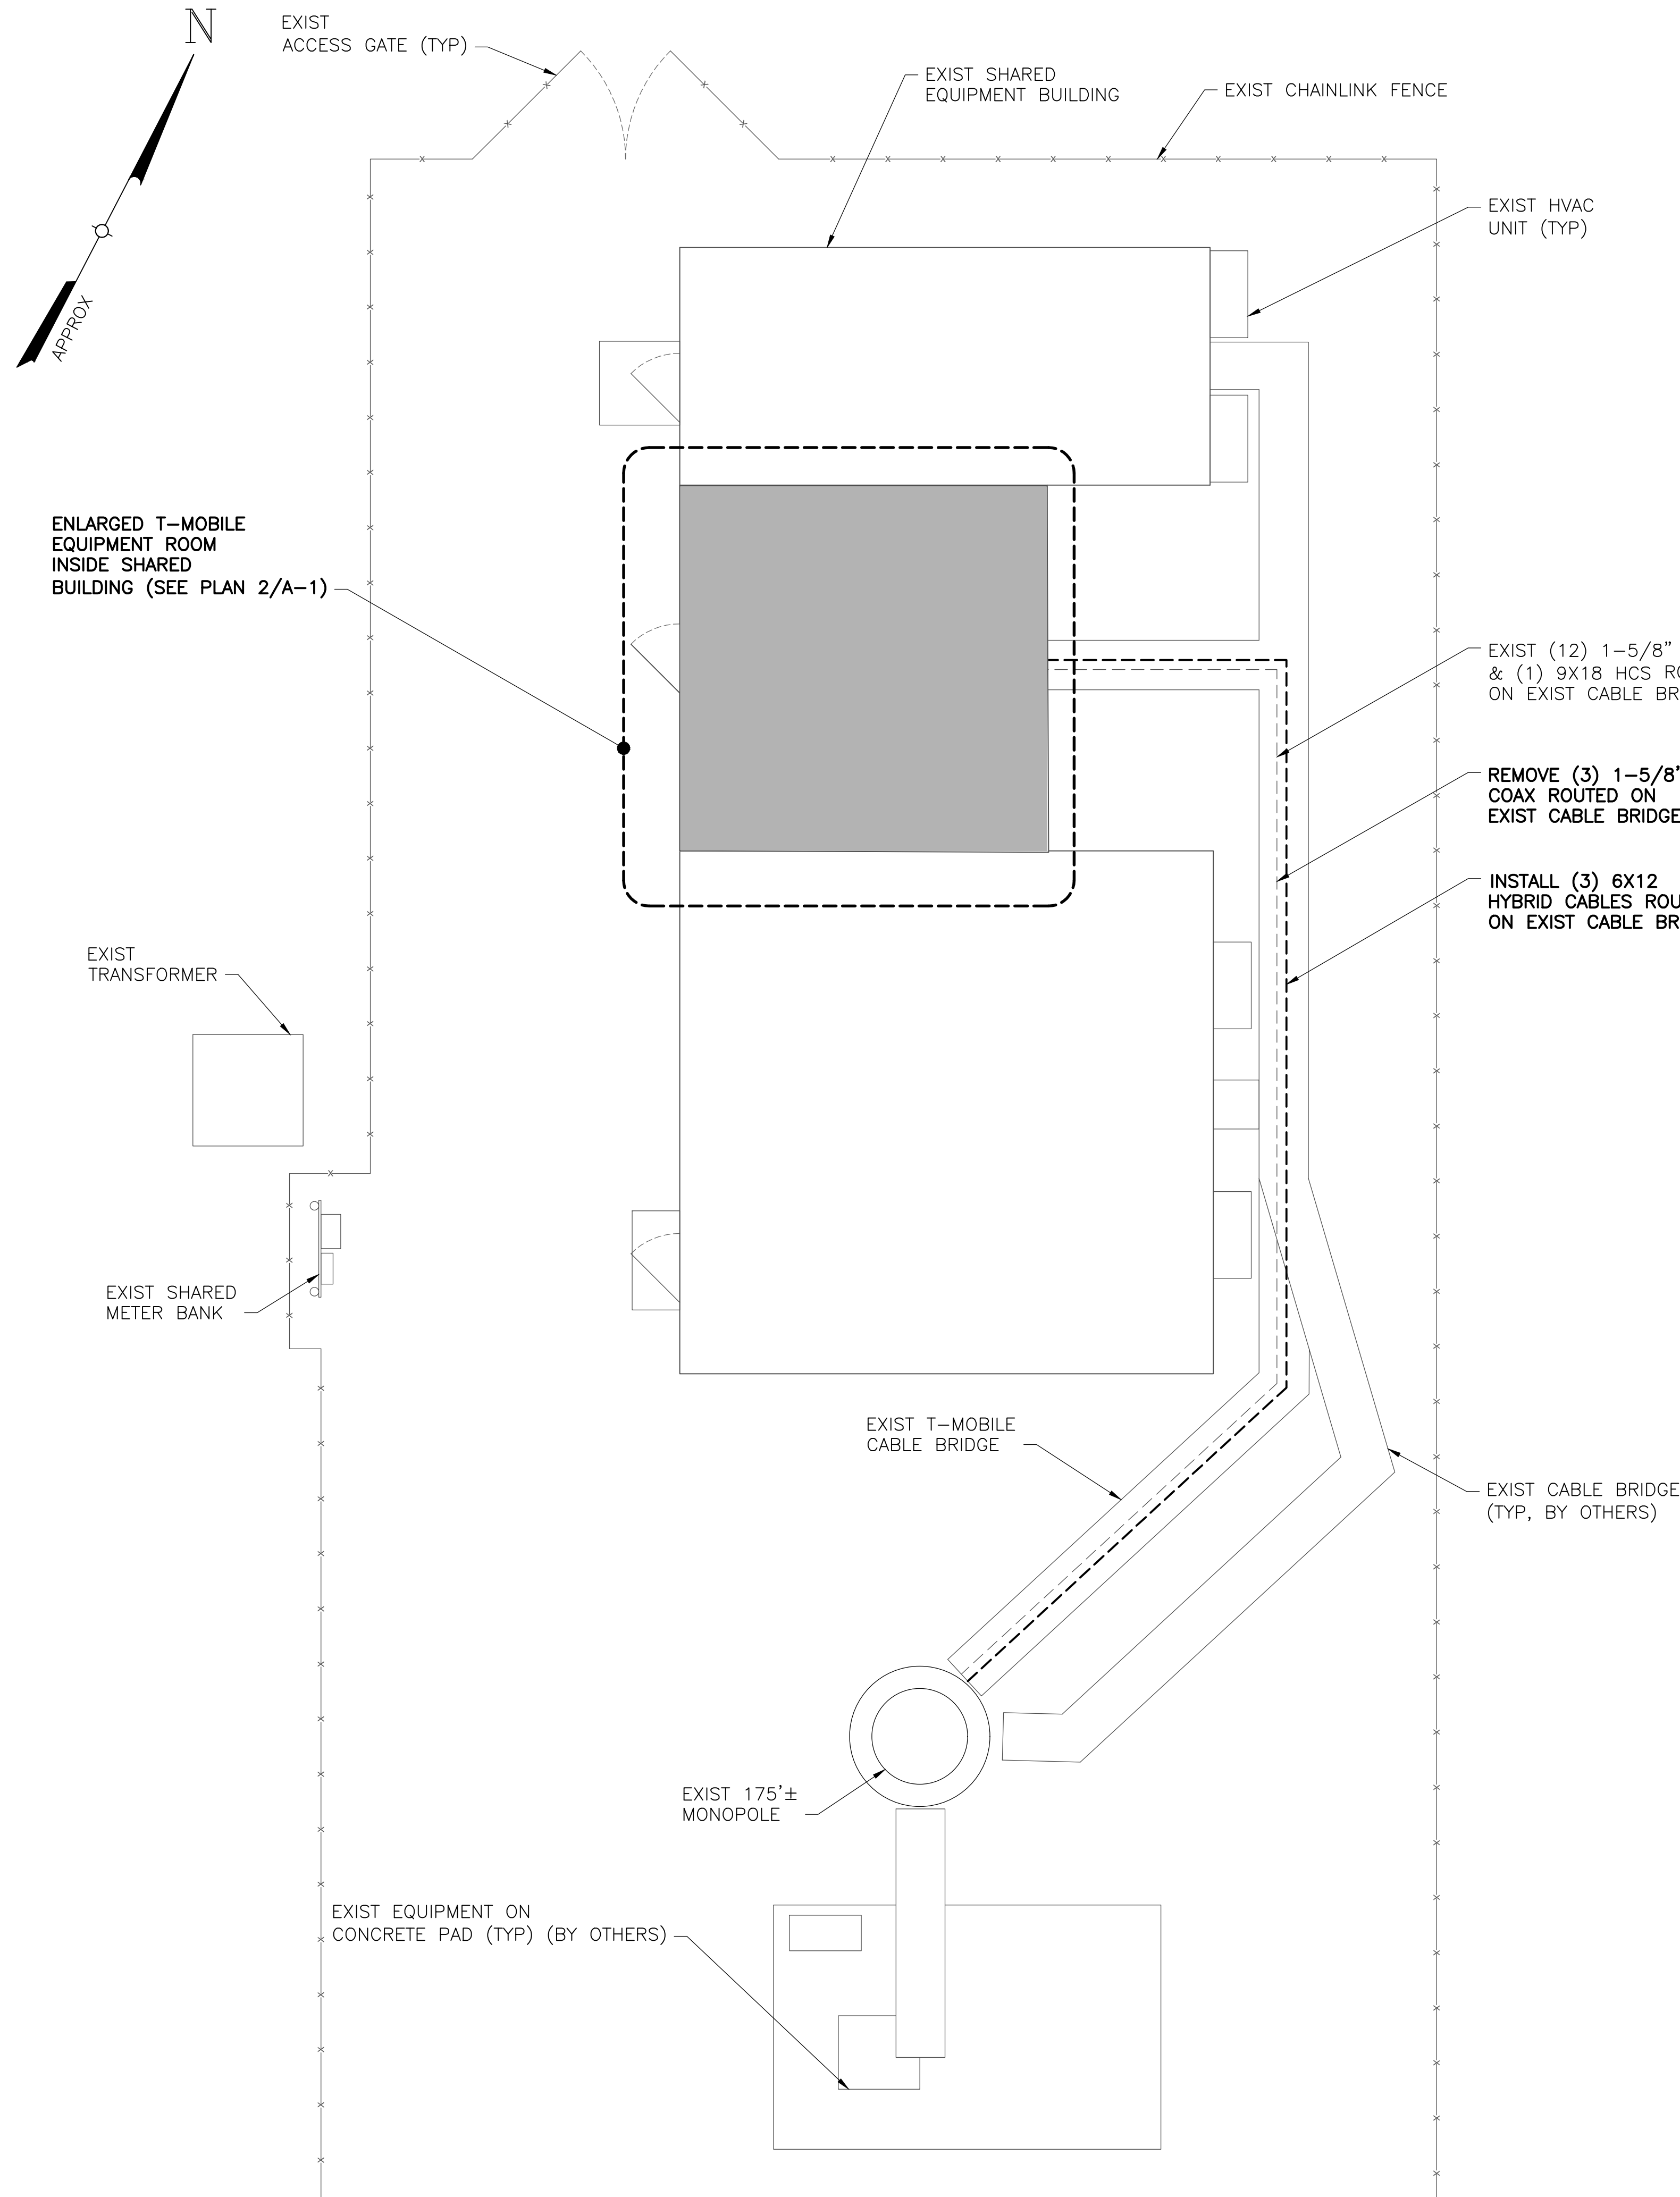 N
APPROX
EXIST
ACCESS GATE (TYP)
EXIST SHARED
EQUIPMENT BUILDING
EXIST CHAINLINK FENCE
EXIST HVAC
UNIT (TYP)
ENLARGED T-MOBILE
EQUIPMENT ROOM
INSIDE SHARED
BUILDING (SEE PLAN 2/A-1)
EXIST (12) 1-5/8"
& (1) 9X18 HCS
ON EXIST CABLE
REMOVE (3) 1-5/8"
COAX ROUTED ON
EXIST CABLE BRIDGE
INSTALL (3) 6X12
HYBRID CABLES
ON EXIST CABLE
EXIST
TRANSFORMER
EXIST SHARED
METER BANK
EXIST T-MOBILE
CABLE BRIDGE
EXIST CABLE BRIDGE
(TYP, BY OTHERS)
EXIST 175'±
MONOPOLE
EXIST EQUIPMENT ON
CONCRETE PAD (TYP) (BY OTHERS)